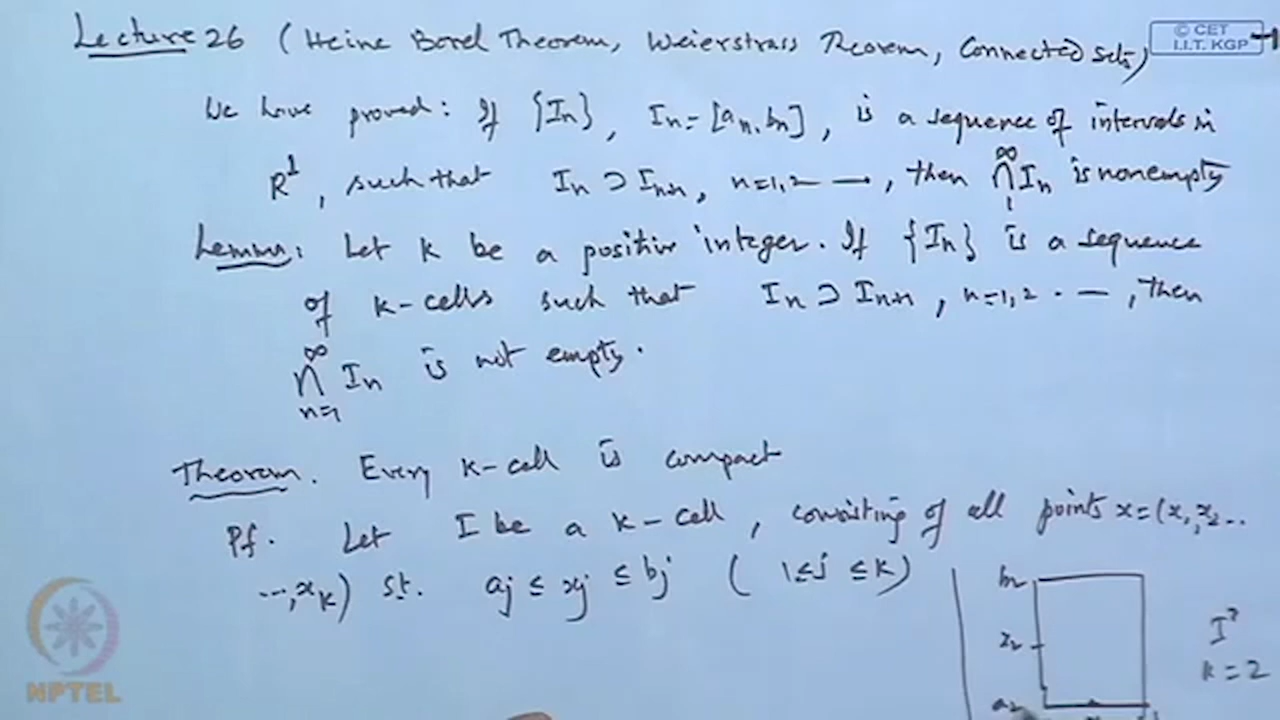 Lecture 26 (Heine Borel Theorem, Weierstrass Theorem, Connected sets)
© CET
I.I.T. KGP
We have proved: If {In}, In = [an, bn], is a sequence of intervals in
R¹, such that In ⊃ In+1, n=1,2 ——, then ∩₁^∞ In is nonempty
Lemma: Let k be a positive integer. If {In} is a sequence
of k-cells such that In ⊃ In+1, n=1,2 · —, then
∩_{n=1}^∞ In is not empty.
Theorem. Every k-cell is compact
Pf. Let I be a k-cell, consisting of all points x=(x₁,x₂..
..,xk) st. aj ≤ xj ≤ bj (1≤j≤k)
b2
x2
a2
I²
k=2
NPTEL